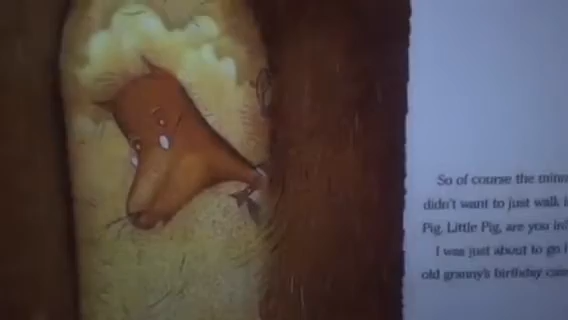 So of course the minu
didn't want to just walk i
Pig, Little Pig, are you in?
I was just about to go
old granny's birthday cake